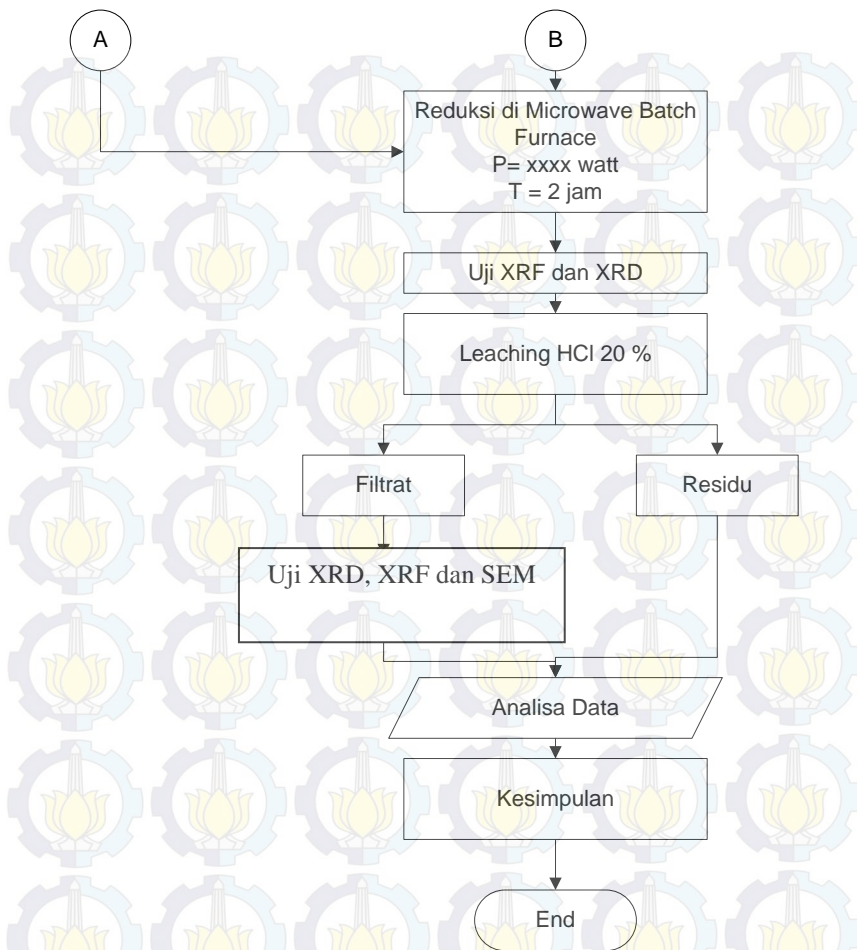 A
B
Reduksi di Microwave Batch
Furnace
P= xxxx watt
T = 2 jam
Uji XRF dan XRD
Leaching HCl 20 %
Filtrat
Residu
Uji XRD, XRF dan SEM
Analisa Data
Kesimpulan
End